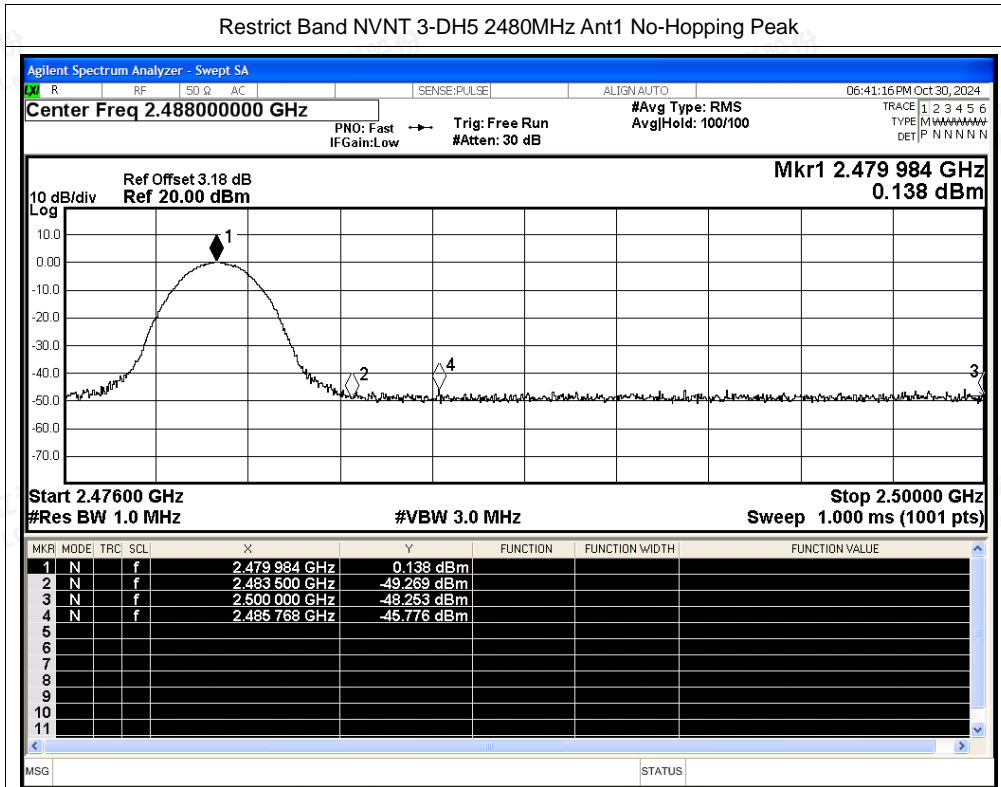 Restrict Band NVNT 3-DH5 2480MHz Ant1 No-Hopping Peak
Agilent Spectrum Analyzer - Swept SA
LXI R RF 50 Ω AC SENSE:PULSE ALIGN AUTO 06:41:16 PM Oct 30, 2024
Center Freq 2.488000000 GHz
#Avg Type: RMS
TRACE 1 2 3 4 5 6
PNO: Fast Trig: Free Run Avg|Hold: 100/100
TYPE M WWWWW
IFGain:Low #Atten: 30 dB
DET P N N N N N
Mkr1 2.479 984 GHz
0.138 dBm
Ref Offset 3.18 dB
10 dB/div Ref 20.00 dBm
Log
10.0
0.00
-10.0
-20.0
-30.0
-40.0
-50.0
-60.0
-70.0
1
2
4
3
Start 2.47600 GHz Stop 2.50000 GHz
#Res BW 1.0 MHz #VBW 3.0 MHz Sweep 1.000 ms (1001 pts)
MKR MODE TRC SCL X Y FUNCTION FUNCTION WIDTH FUNCTION VALUE
1 N f 2.479 984 GHz 0.138 dBm
2 N f 2.483 500 GHz -49.269 dBm
3 N f 2.500 000 GHz -48.253 dBm
4 N f 2.485 768 GHz -45.776 dBm
5
6
7
8
9
10
11
MSG STATUS